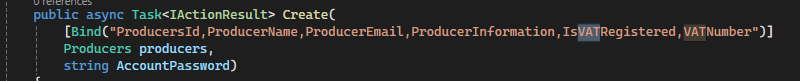 0 references
public async Task<IActionResult> Create(
[Bind("ProducersId,ProducerName,ProducerEmail,ProducerInformation,IsVATRegistered,VATNumber")]
Producers producers,
string AccountPassword)